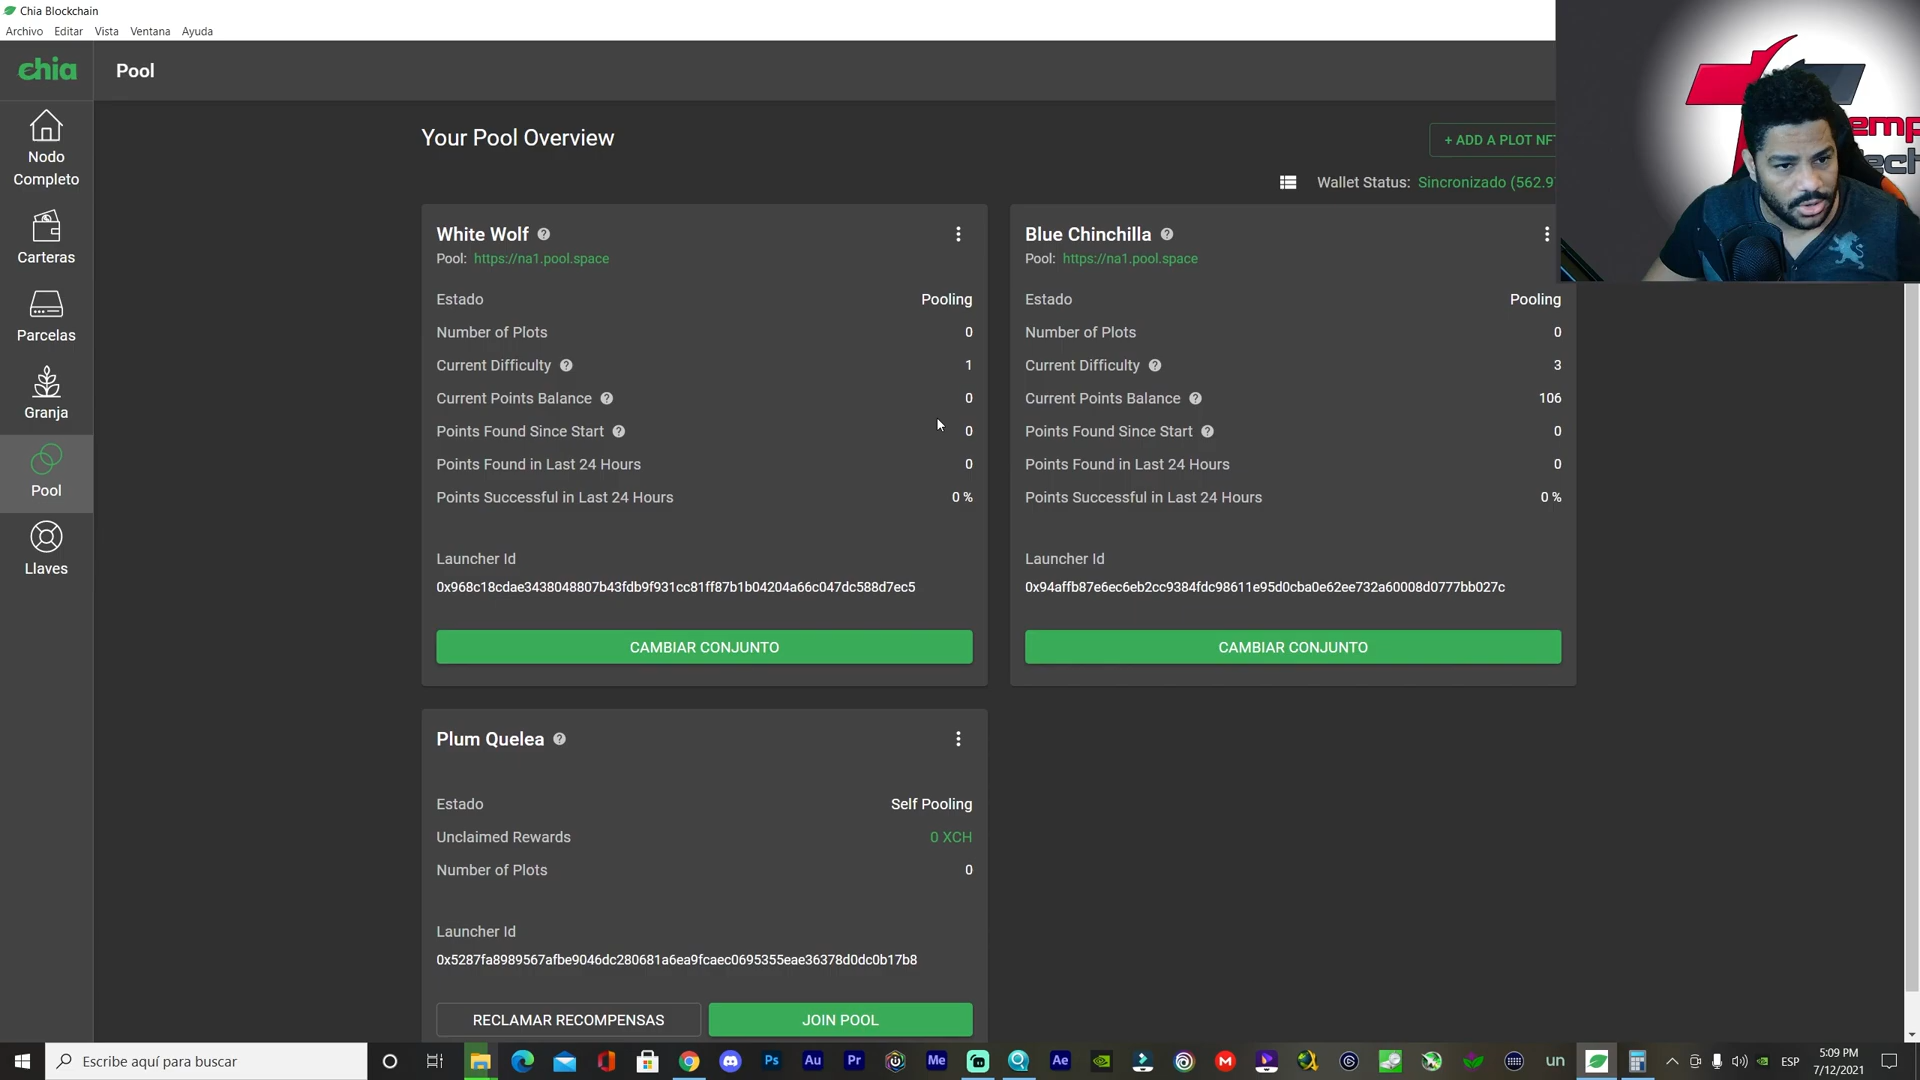 Chia Blockchain
Archivo Editar Vista Ventana Ayuda
chia
Pool
Nodo
Completo
Carteras
Parcelas
Granja
Pool
Llaves
Your Pool Overview
+ ADD A PLOT NF
Wallet Status: Sincronizado (562.9
White Wolf
Pool: https://na1.pool.space
Estado Pooling
Number of Plots 0
Current Difficulty 1
Current Points Balance 0
Points Found Since Start 0
Points Found in Last 24 Hours 0
Points Successful in Last 24 Hours 0 %
Launcher Id
0x968c18cdae3438048807b43fdb9f931cc81ff87b1b04204a66c047dc588d7ec5
CAMBIAR CONJUNTO
Blue Chinchilla
Pool: https://na1.pool.space
Estado Pooling
Number of Plots 0
Current Difficulty 3
Current Points Balance 106
Points Found Since Start 0
Points Found in Last 24 Hours 0
Points Successful in Last 24 Hours 0 %
Launcher Id
0x94affb87e6ec6eb2cc9384fdc98611e95d0cba0e62ee732a60008d0777bb027c
CAMBIAR CONJUNTO
Plum Quelea
Estado Self Pooling
Unclaimed Rewards 0 XCH
Number of Plots 0
Launcher Id
0x5287fa8989567afbe9046dc280681a6ea9fcaec0695355eae36378d0dc0b17b8
RECLAMAR RECOMPENSAS
JOIN POOL
Escribe aquí para buscar
Ps Au Pr Me Ae un
ESP
5:09 PM
7/12/2021